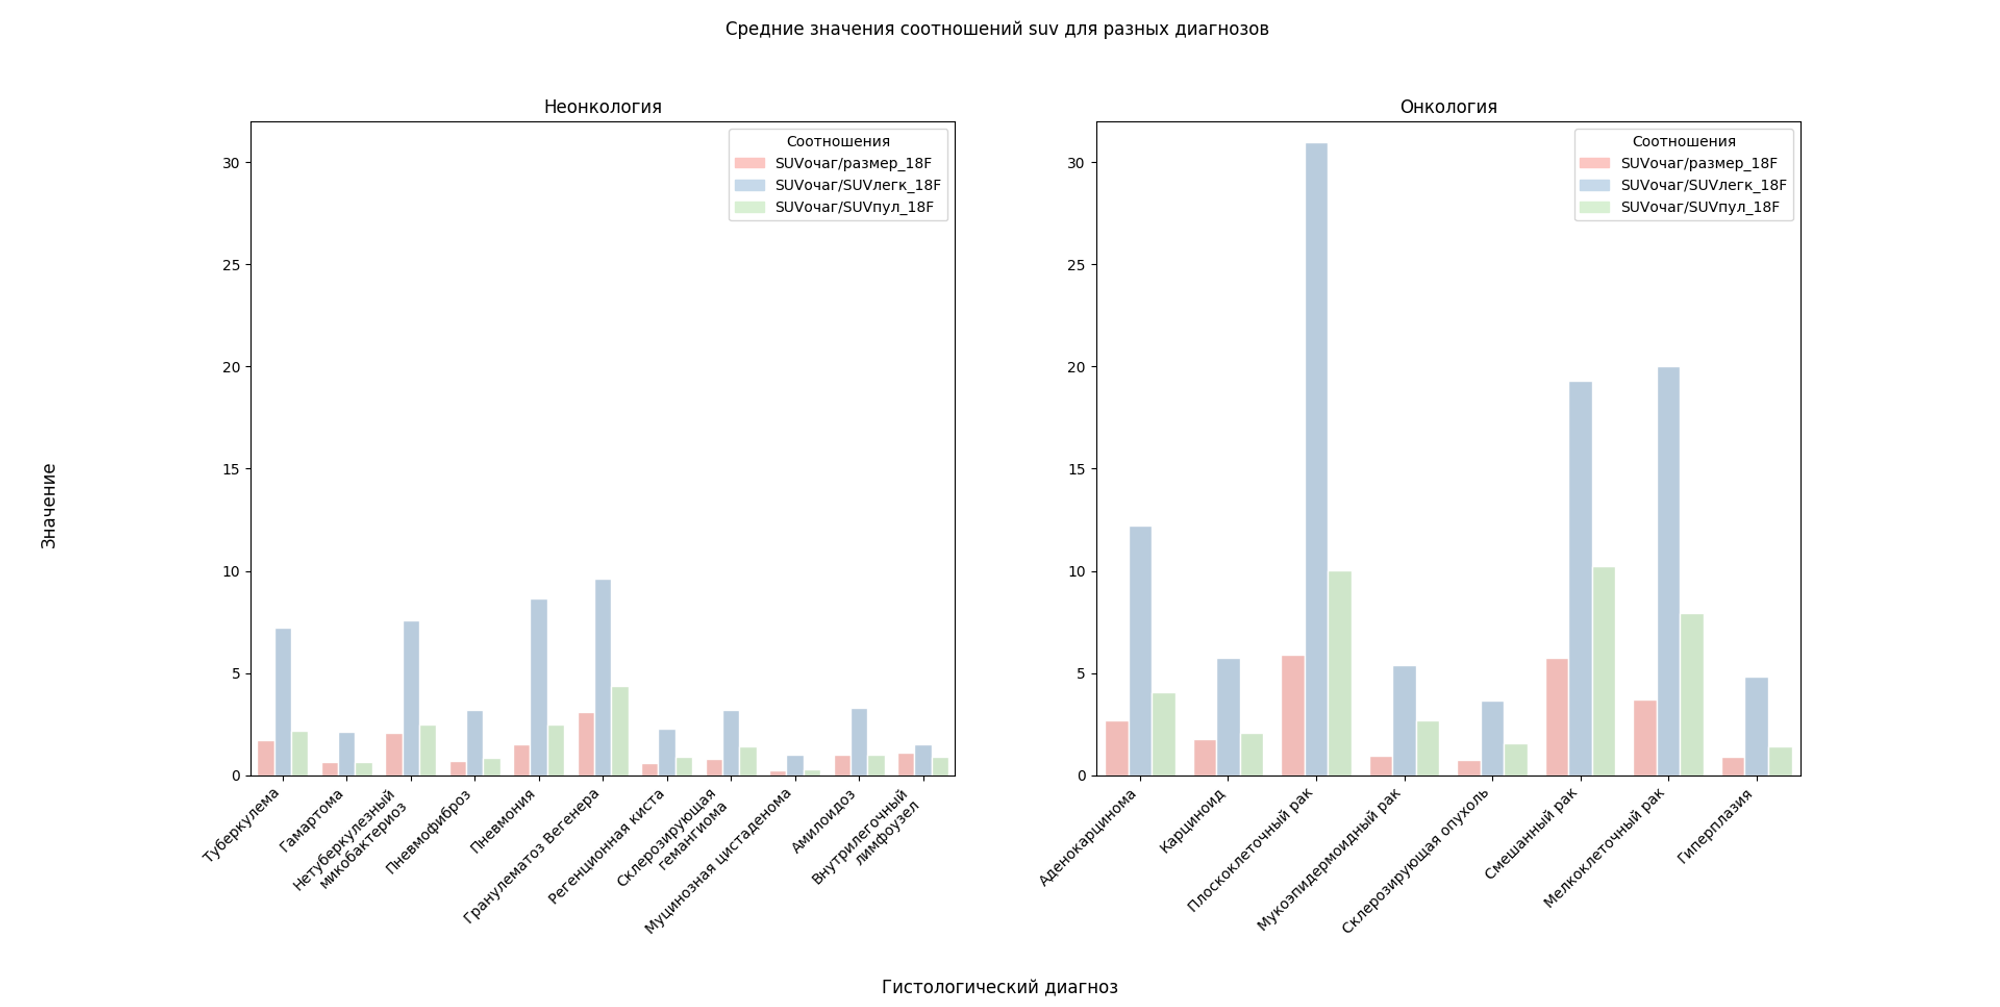 Средние значения соотношений suv для разных диагнозов
Неонкология
Соотношения
SUVочаг/размер_18F
SUVочаг/SUVлегк_18F
SUVочаг/SUVпул_18F
30
25
20
15
10
5
0
Туберкулема
Гамартома
Нетуберкулезный
микобактериоз
Пневмофиброз
Пневмония
Гранулематоз Вегенера
Регенционная киста
Склерозирующая
гемангиома
Муцинозная цистаденома
Амилоидоз
Внутрилегочный
лимфоузел
Онкология
Соотношения
SUVочаг/размер_18F
SUVочаг/SUVлегк_18F
SUVочаг/SUVпул_18F
30
25
20
15
10
5
0
Аденокарцинома
Карциноид
Плоскоклеточный рак
Мукоэпидермоидный рак
Склерозирующая опухоль
Смешанный рак
Мелкоклеточный рак
Гиперплазия
Значение
Гистологический диагноз